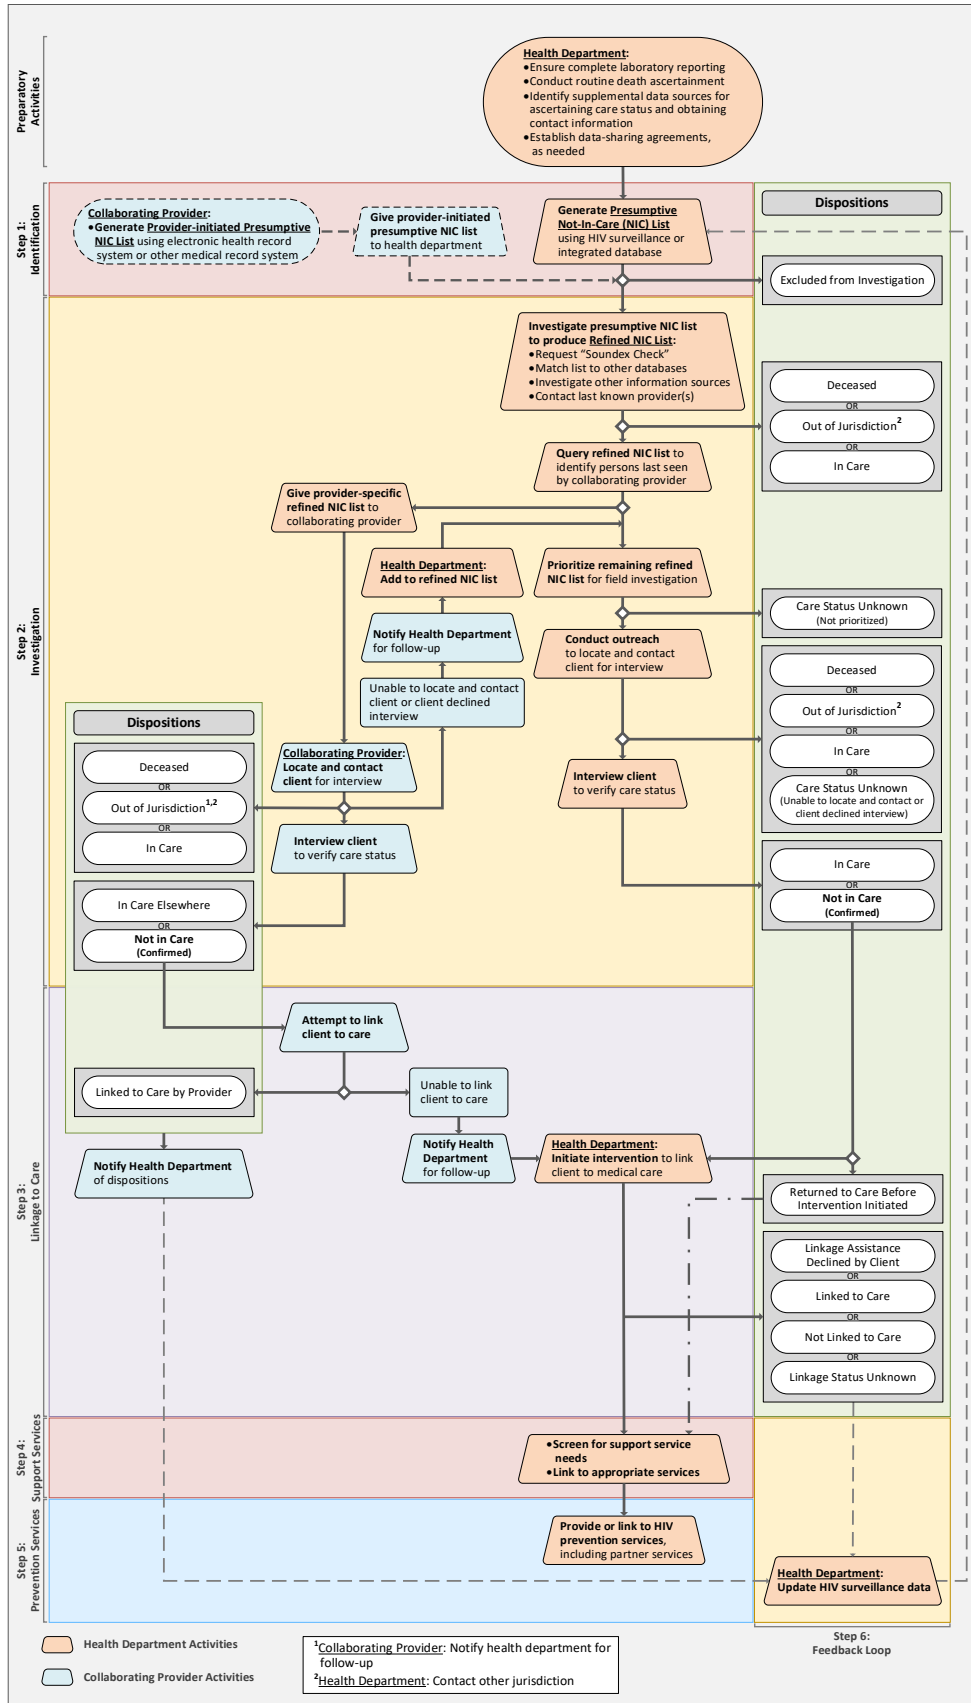 Preparatory
Activities
Health Department:
•Ensure complete laboratory reporting
•Conduct routine death ascertainment
•Identify supplemental data sources for
ascertaining care status and obtaining
contact information
•Establish data-sharing agreements,
as needed
Step 1:
Identification
Collaborating Provider:
•Generate Provider-initiated Presumptive
NIC List using electronic health record
system or other medical record system
Give provider-initiated
presumptive NIC list
to health department
Generate Presumptive
Not-In-Care (NIC) List
using HIV surveillance or
integrated database
Dispositions
Excluded from Investigation
Step 2:
Investigation
Investigate presumptive NIC list
to produce Refined NIC List:
•Request “Soundex Check”
•Match list to other databases
•Investigate other information sources
•Contact last known provider(s)
Deceased
OR
Out of Jurisdiction2
OR
In Care
Query refined NIC list to
identify persons last seen
by collaborating provider
Give provider-specific
refined NIC list to
collaborating provider
Health Department:
Add to refined NIC list
Prioritize remaining refined
NIC list for field investigation
Care Status Unknown
(Not prioritized)
Notify Health Department
for follow-up
Conduct outreach
to locate and contact
client for interview
Unable to locate and contact
client or client declined
interview
Deceased
OR
Out of Jurisdiction2
OR
In Care
OR
Care Status Unknown
(Unable to locate and contact or
client declined interview)
Dispositions
Deceased
OR
Out of Jurisdiction1,2
OR
In Care
Collaborating Provider:
Locate and contact
client for interview
Interview client
to verify care status
Interview client
to verify care status
In Care
OR
Not in Care
(Confirmed)
In Care Elsewhere
OR
Not in Care
(Confirmed)
Step 3:
Linkage to Care
Attempt to link
client to care
Linked to Care by Provider
Unable to link
client to care
Notify Health Department
of dispositions
Notify Health
Department
for follow-up
Health Department:
Initiate intervention to link
client to medical care
Returned to Care Before
Intervention Initiated
Linkage Assistance
Declined by Client
OR
Linked to Care
OR
Not Linked to Care
OR
Linkage Status Unknown
Step 4:
Support Services
•Screen for support service
needs
•Link to appropriate services
Step 5:
Prevention Services
Provide or link to HIV
prevention services,
including partner services
Health Department:
Update HIV surveillance data
Step 6:
Feedback Loop
Health Department Activities
Collaborating Provider Activities
1Collaborating Provider: Notify health department for
follow-up
2Health Department: Contact other jurisdiction